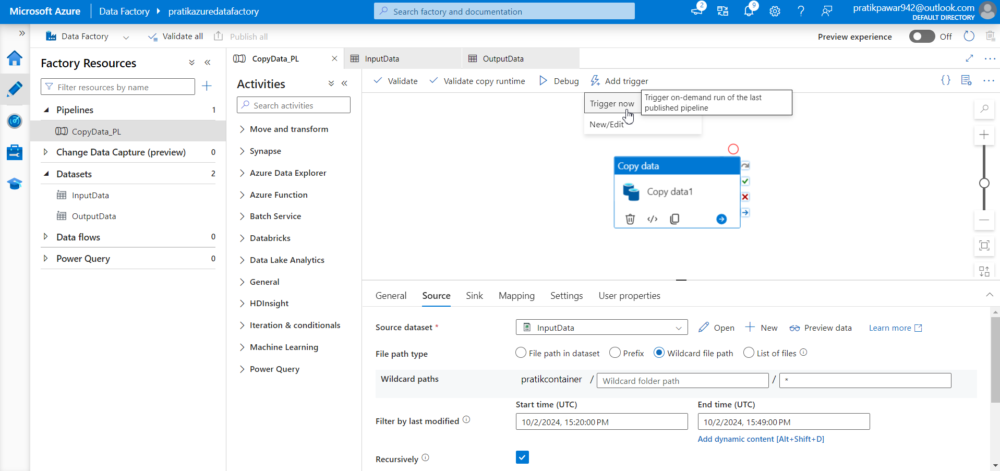 Microsoft Azure
Data Factory
pratikazuredatafactory
Search factory and documentation
2
9
pratikpawar942@outlook.com
DEFAULT DIRECTORY
Data Factory
Validate all
Publish all
Preview experience
Off
Factory Resources
Filter resources by name
Pipelines 1
CopyData_PL
Change Data Capture (preview) 0
Datasets 2
InputData
OutputData
Data flows 0
Power Query 0
CopyData_PL
InputData
OutputData
Activities
Search activities
Move and transform
Synapse
Azure Data Explorer
Azure Function
Batch Service
Databricks
Data Lake Analytics
General
HDInsight
Iteration & conditionals
Machine Learning
Power Query
Validate
Validate copy runtime
Debug
Add trigger
Trigger now
New/Edit
Trigger on-demand run of the last
published pipeline
Copy data
Copy data1
General
Source
Sink
Mapping
Settings
User properties
Source dataset *
InputData
Open
New
Preview data
Learn more
File path type
File path in dataset
Prefix
Wildcard file path
List of files
Wildcard paths
pratikcontainer / Wildcard folder path / *
Start time (UTC)
End time (UTC)
Filter by last modified
10/2/2024, 15:20:00 PM
10/2/2024, 15:49:00 PM
Add dynamic content [Alt+Shift+D]
Recursively